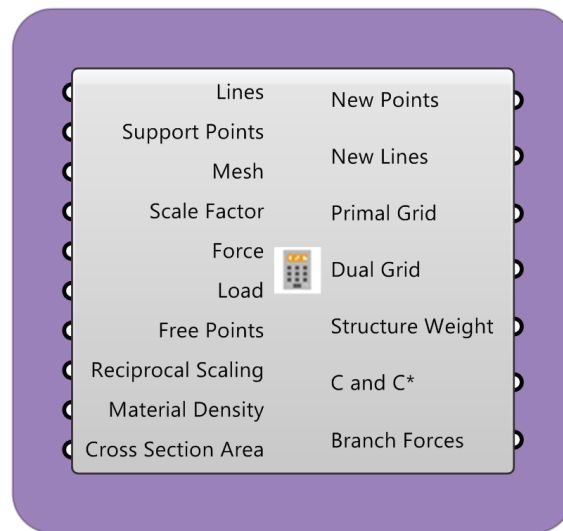 Lines
Support Points
Mesh
Scale Factor
Force
Load
Free Points
Reciprocal Scaling
Material Density
Cross Section Area
New Points
New Lines
Primal Grid
Dual Grid
Structure Weight
C and C*
Branch Forces